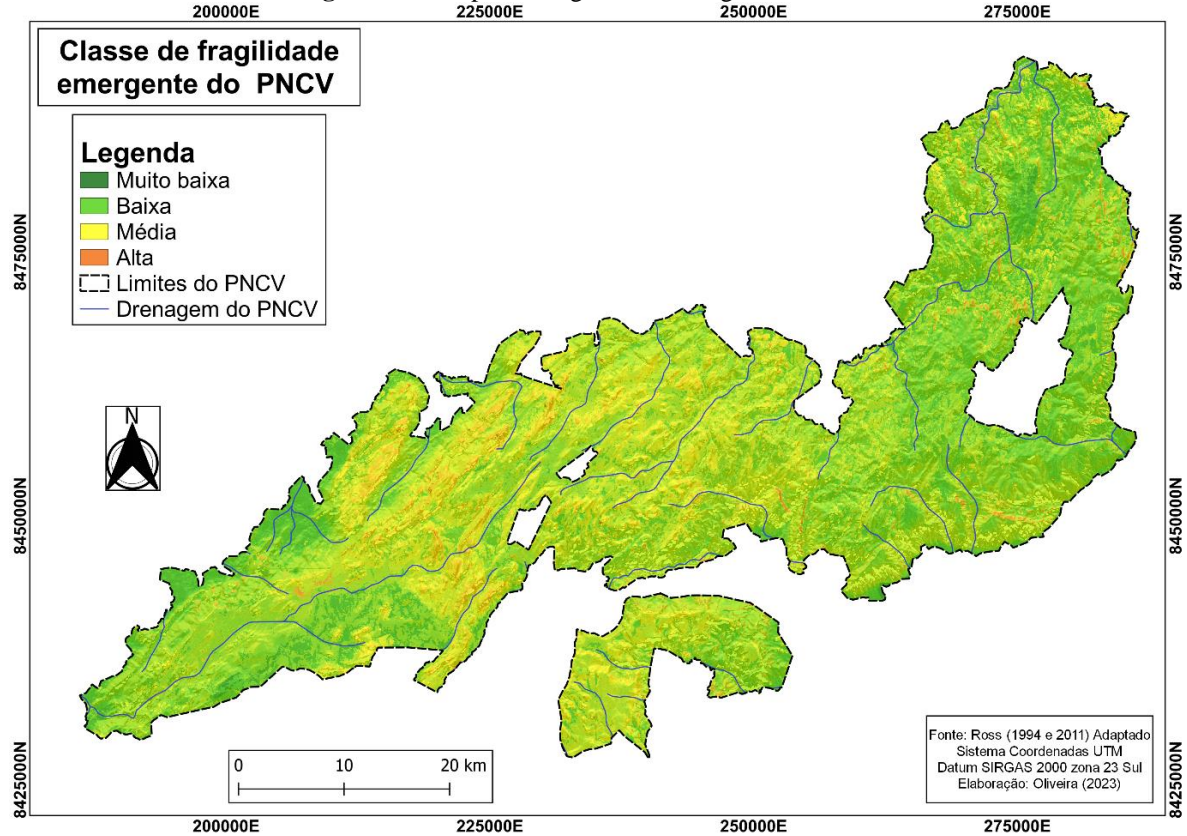 200000E 225000E 250000E 275000E
Classe de fragilidade
emergente do PNCV
Legenda
Muito baixa
Baixa
Média
Alta
Limites do PNCV
Drenagem do PNCV
8475000N
8475000N
N
8450000N
8450000N
0 10 20 km
Fonte: Ross (1994 e 2011) Adaptado
Sistema Coordenadas UTM
Datum SIRGAS 2000 zona 23 Sul
Elaboração: Oliveira (2023)
8425000N
8425000N
200000E 225000E 250000E 275000E